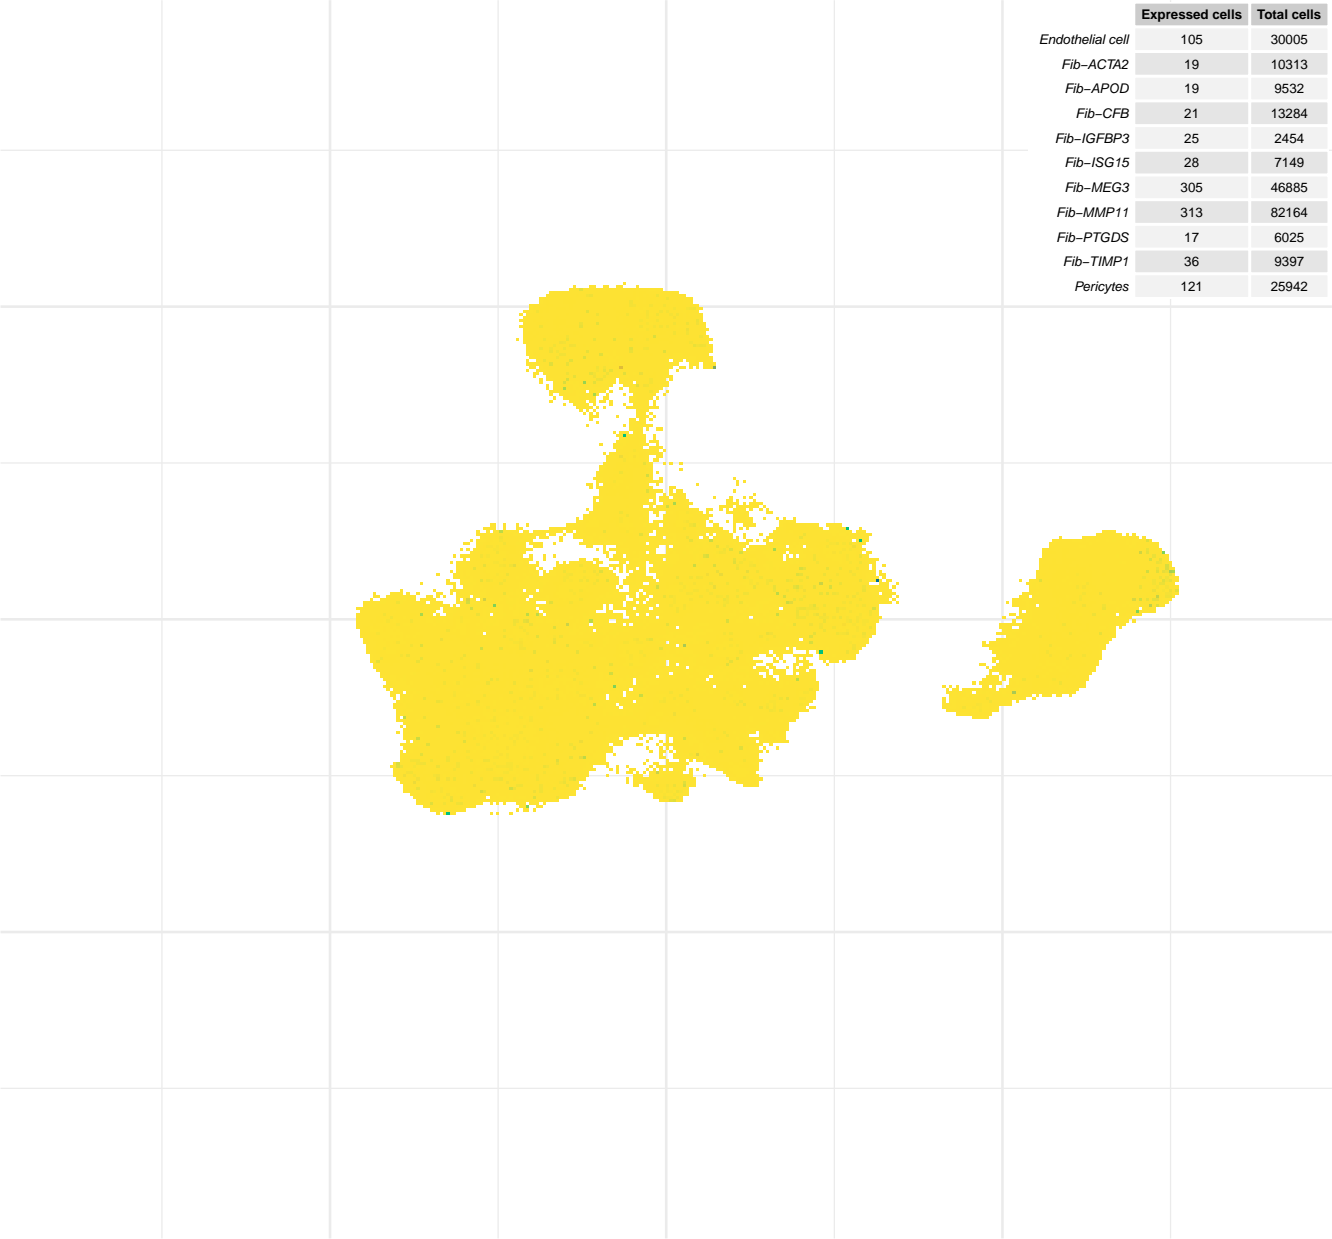 Expressed cells Total cells
Endothelial cell 105 30005
Fib−ACTA2 19 10313
Fib−APOD 19 9532
Fib−CFB 21 13284
Fib−IGFBP3 25 2454
Fib−ISG15 28 7149
Fib−MEG3 305 46885
Fib−MMP11 313 82164
Fib−PTGDS 17 6025
Fib−TIMP1 36 9397
Pericytes 121 25942